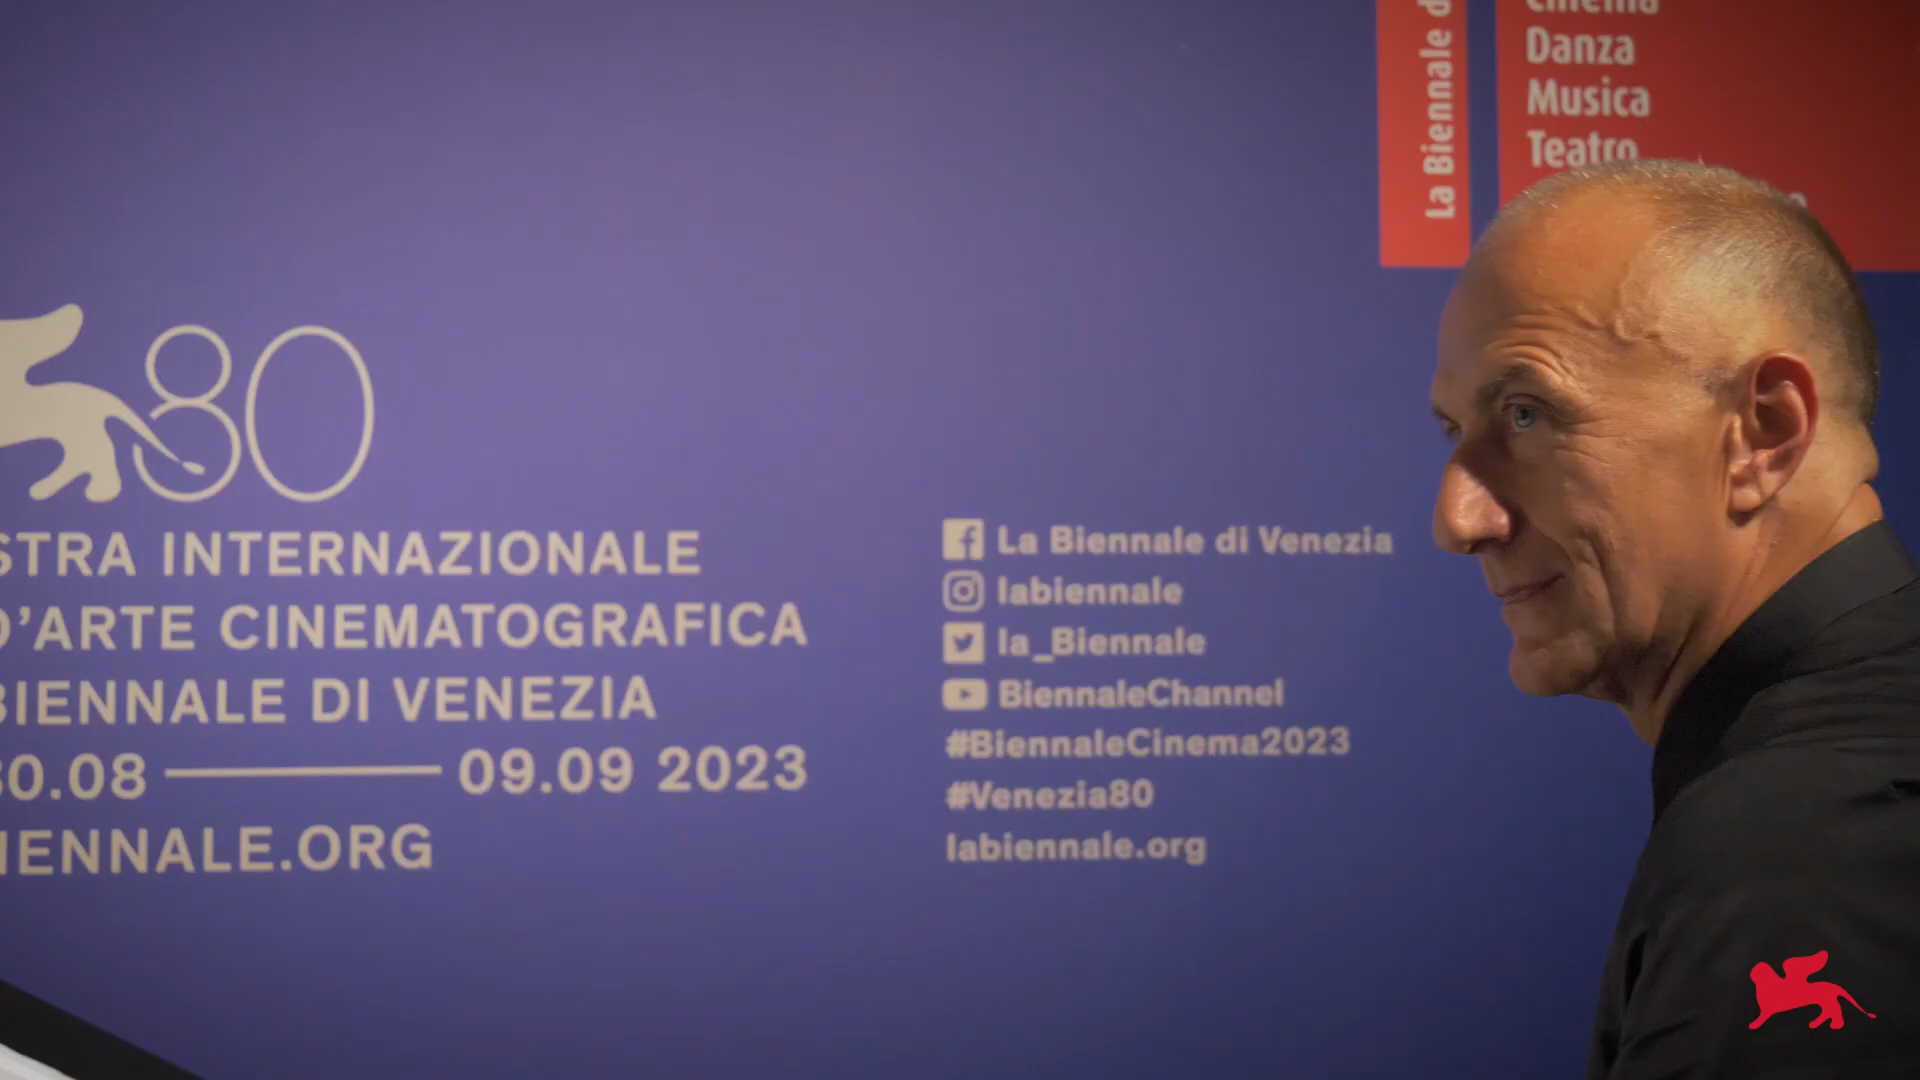 La Biennale d
Cinema
Danza
Musica
Teatro
80
STRA INTERNAZIONALE
D'ARTE CINEMATOGRAFICA
BIENNALE DI VENEZIA
30.08 — 09.09 2023
IENNALE.ORG
La Biennale di Venezia
labiennale
la_Biennale
BiennaleChannel
#BiennaleCinema2023
#Venezia80
labiennale.org